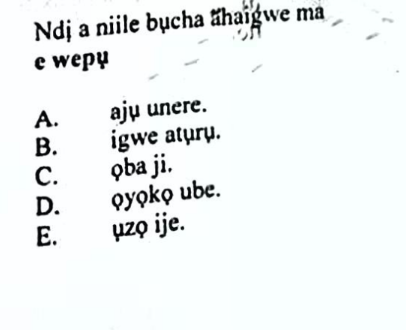 Ndị a niile bụcha ahaigwe ma
e wepụ
A. ajụ unere.
B. igwe atụrụ.
C. ọba ji.
D. ọyọkọ ube.
E. ụzọ ije.